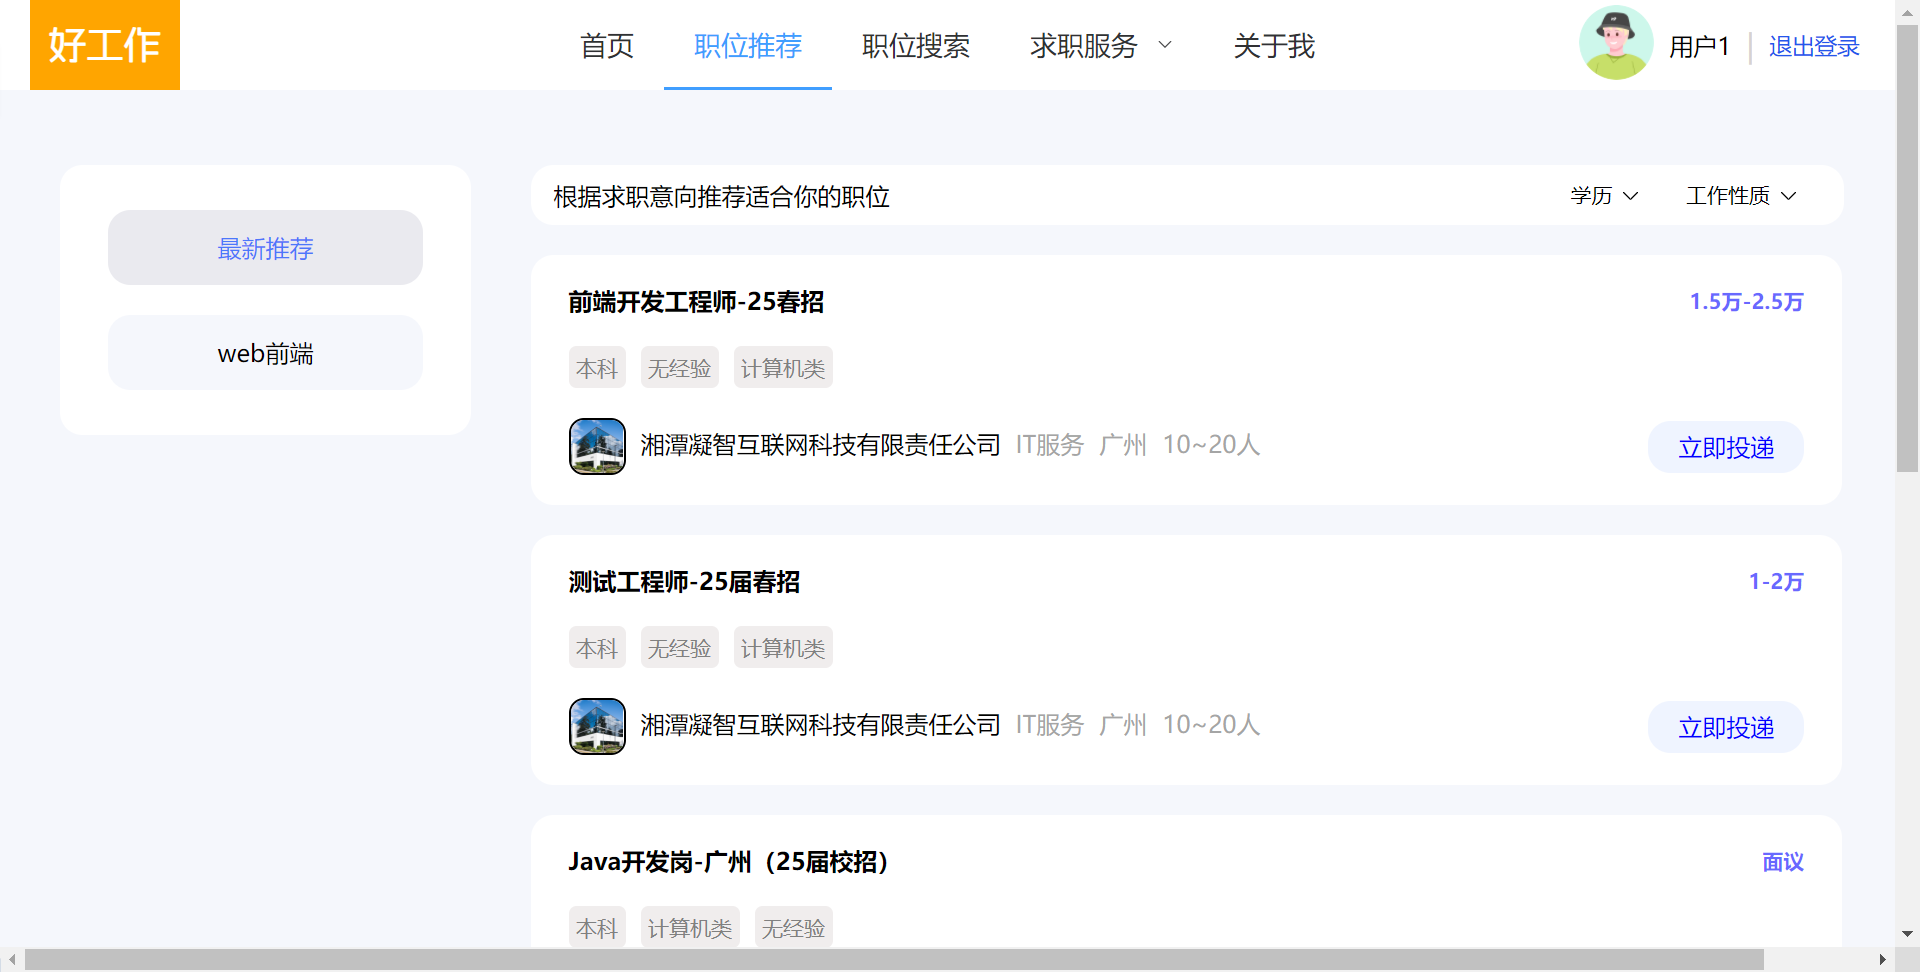 好工作
首页 职位推荐 职位搜索 求职服务 关于我
用户1 退出登录
最新推荐
web前端
根据求职意向推荐适合你的职位 学历 工作性质
前端开发工程师-25春招 1.5万-2.5万
本科 无经验 计算机类
湘潭凝智互联网科技有限责任公司 IT服务 广州 10~20人 立即投递
测试工程师-25届春招 1-2万
本科 无经验 计算机类
湘潭凝智互联网科技有限责任公司 IT服务 广州 10~20人 立即投递
Java开发岗-广州（25届校招） 面议
本科 计算机类 无经验